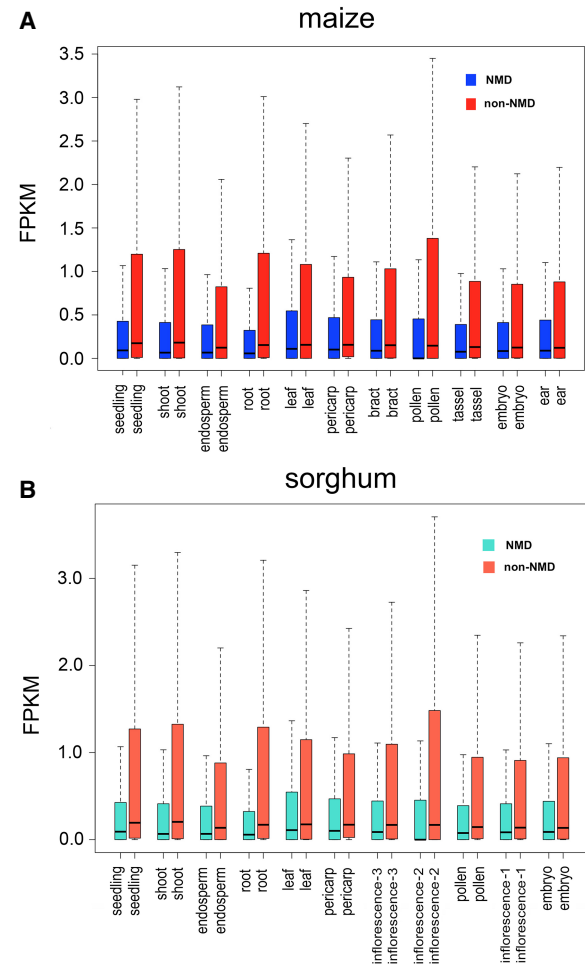 A
maize
3.5
3.0
2.5
2.0
1.5
1.0
0.5
0.0
FPKM
NMD
non-NMD
seedling
seedling
shoot
shoot
endosperm
endosperm
root
root
leaf
leaf
pericarp
pericarp
bract
bract
pollen
pollen
tassel
tassel
embryo
embryo
ear
ear
B
sorghum
3.0
2.0
1.0
0.0
FPKM
NMD
non-NMD
seedling
seedling
shoot
shoot
endosperm
endosperm
root
root
leaf
leaf
pericarp
pericarp
inflorescence-3
inflorescence-3
inflorescence-2
inflorescence-2
pollen
pollen
inflorescence-1
inflorescence-1
embryo
embryo